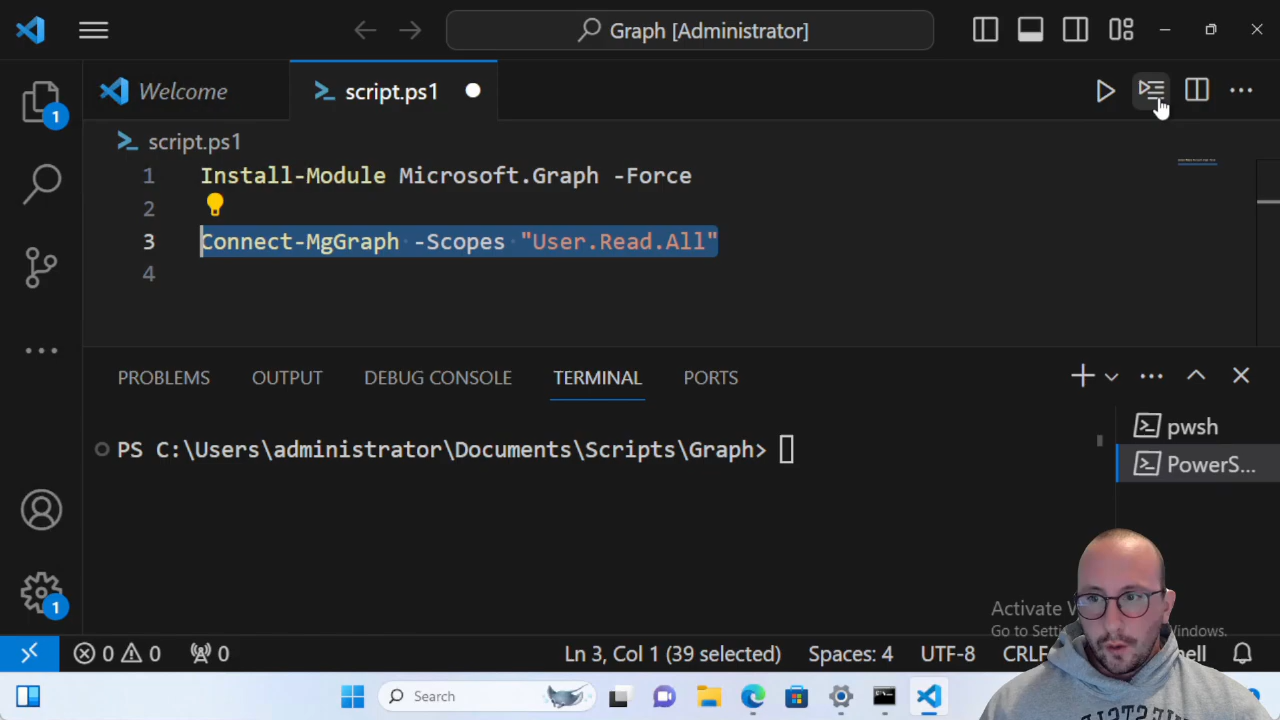 Graph [Administrator]
Welcome
script.ps1
1
script.ps1
1 Install-Module Microsoft.Graph -Force
2
3 Connect-MgGraph -Scopes "User.Read.All"
4
PROBLEMS OUTPUT DEBUG CONSOLE TERMINAL PORTS
pwsh
PS C:\Users\administrator\Documents\Scripts\Graph>
PowerS...
1
Activate
Go to Windows.
0 0 0 Ln 3, Col 1 (39 selected) Spaces: 4 UTF-8 CRLF
Search